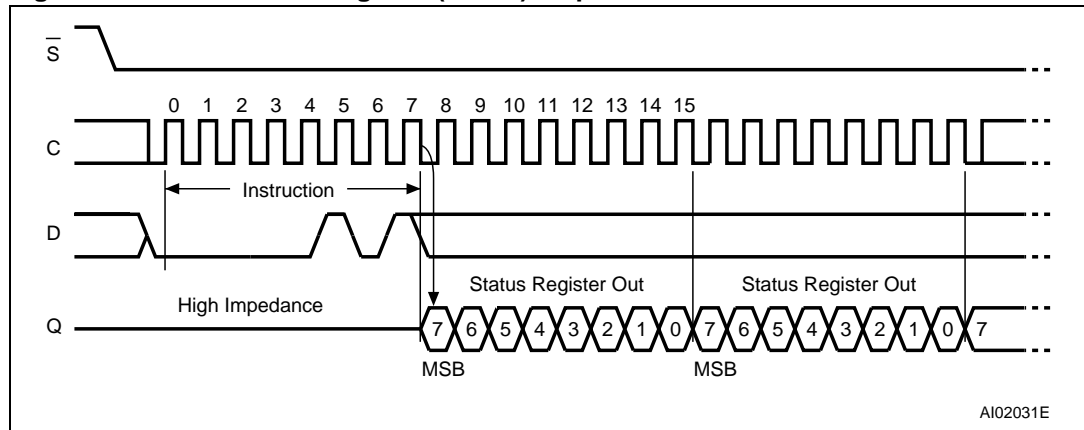 S
0 1 2 3 4 5 6 7 8 9 10 11 12 13 14 15
C
Instruction
D
Status Register Out Status Register Out
High Impedance
Q 7 6 5 4 3 2 1 0 7 6 5 4 3 2 1 0 7
MSB MSB
AI02031E